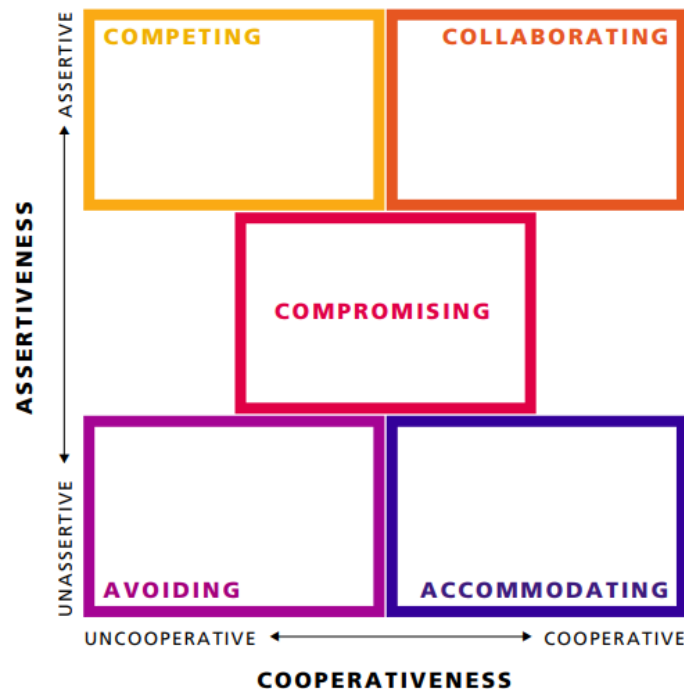 ASSERTIVE
COMPETING
COLLABORATING
ASSERTIVENESS
COMPROMISING
UNASSERTIVE
AVOIDING
ACCOMMODATING
UNCOOPERATIVE
COOPERATIVE
COOPERATIVENESS